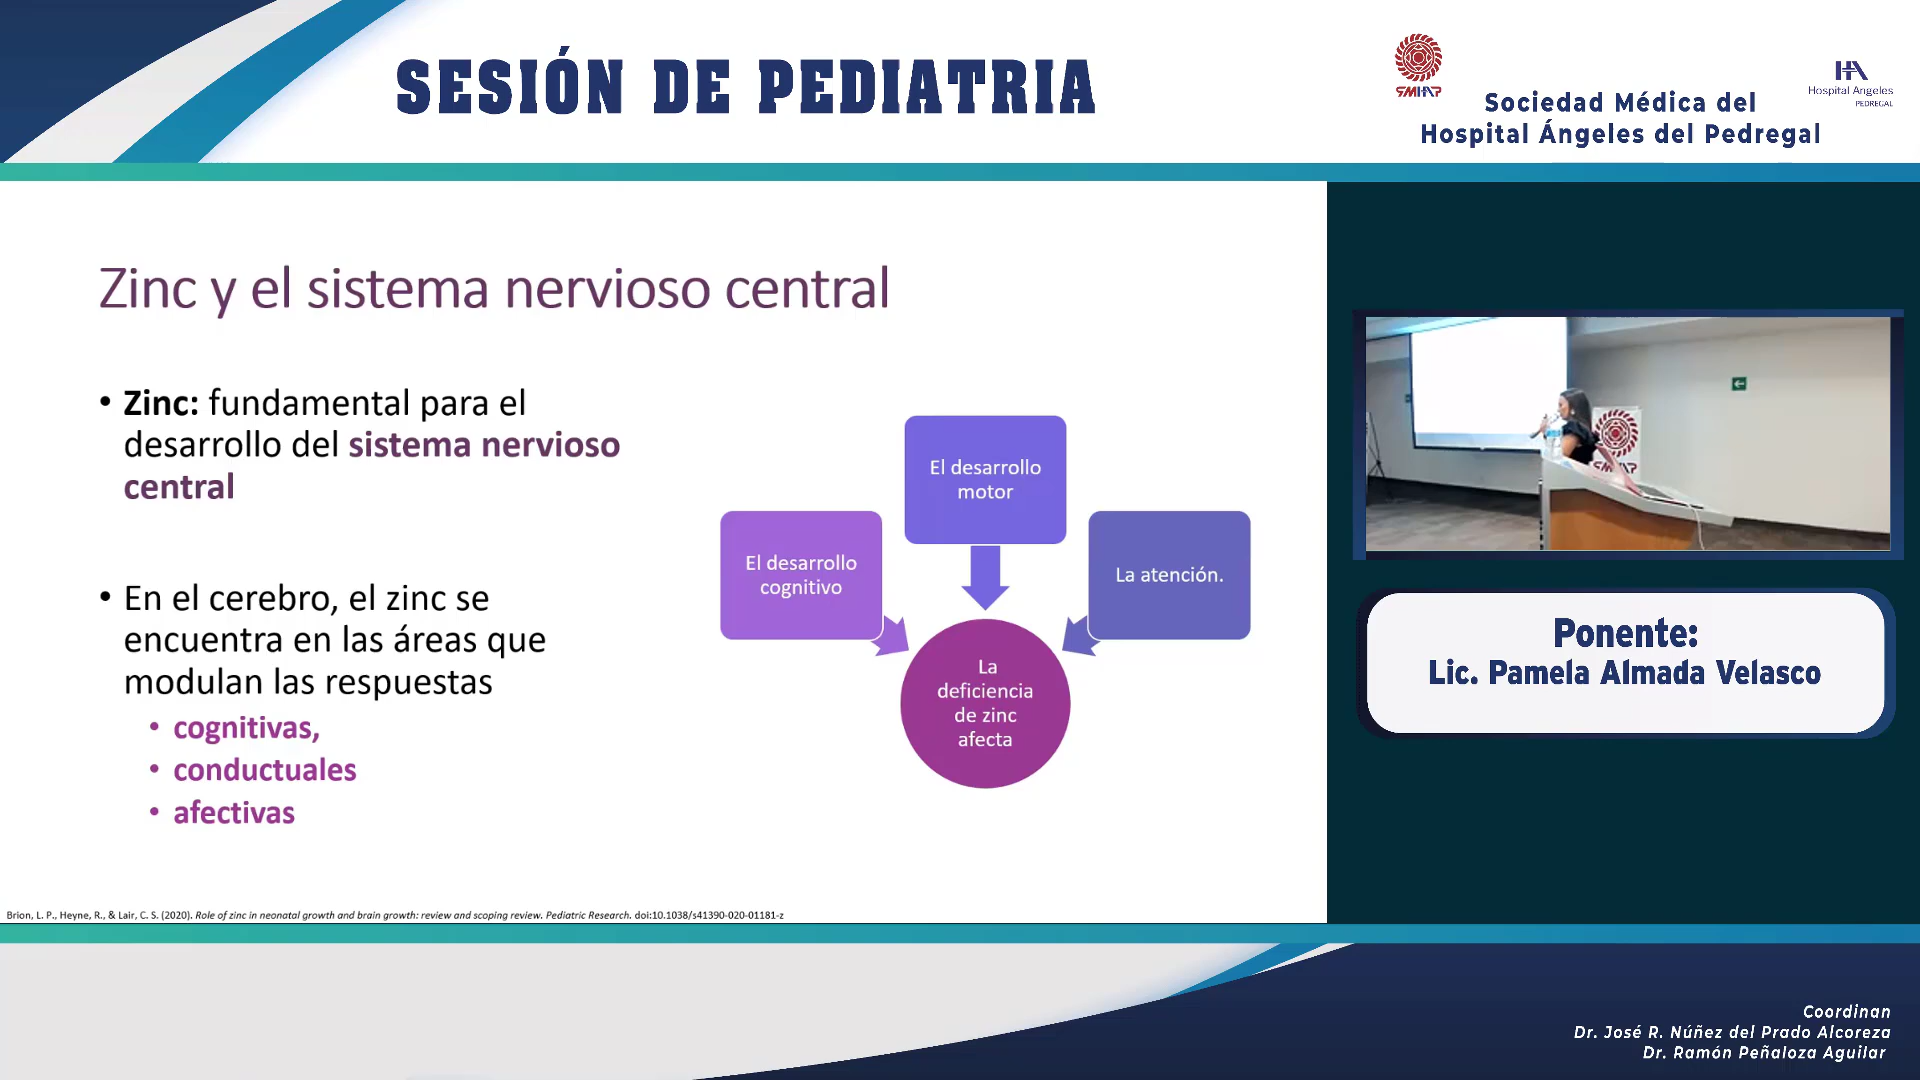 SESIÓN DE PEDIATRIA
SMHAP
Sociedad Médica del
Hospital Ángeles del Pedregal
HA
Hospital Angeles
PEDREGAL
Zinc y el sistema nervioso central
• Zinc: fundamental para el
desarrollo del sistema nervioso
central
• En el cerebro, el zinc se
encuentra en las áreas que
modulan las respuestas
• cognitivas,
• conductuales
• afectivas
El desarrollo
cognitivo
El desarrollo
motor
La atención.
La
deficiencia
de zinc
afecta
Brion, L. P., Heyne, R., & Lair, C. S. (2020). Role of zinc in neonatal growth and brain growth: review and scoping review. Pediatric Research. doi:10.1038/s41390-020-01181-z
SMHAP
Ponente:
Lic. Pamela Almada Velasco
Coordinan
Dr. José R. Núñez del Prado Alcoreza
Dr. Ramón Peñaloza Aguilar